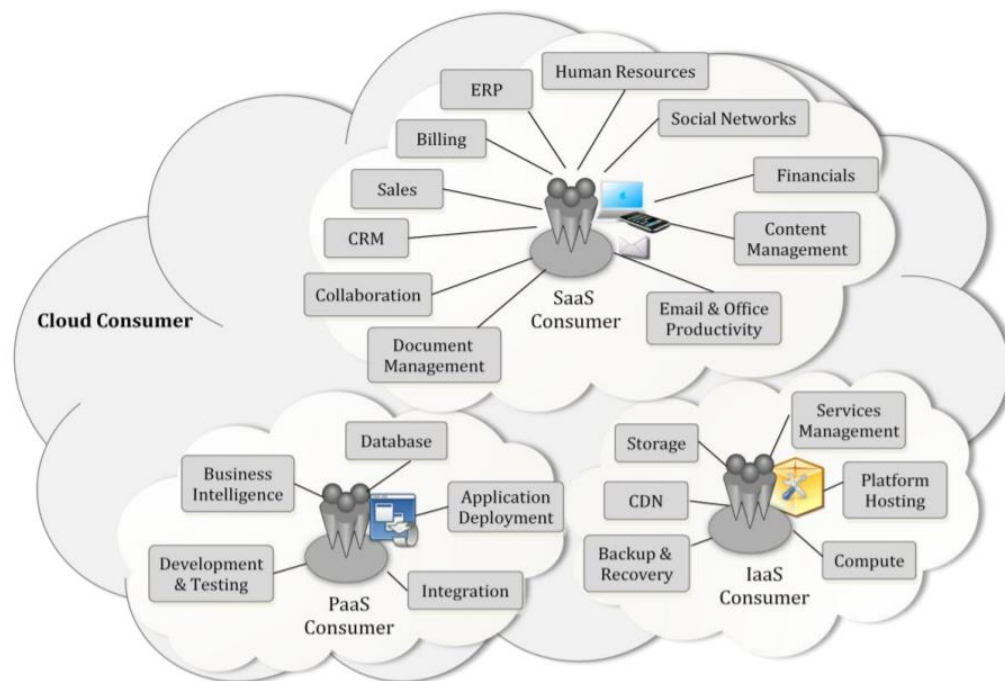 Human Resources
ERP
Social Networks
Billing
Financials
Sales
Content
Management
CRM
Collaboration
SaaS
Consumer
Email & Office
Productivity
Cloud Consumer
Document
Management
Services
Management
Database
Storage
Business
Intelligence
Platform
Hosting
Application
Deployment
CDN
Development
& Testing
Backup &
Recovery
Compute
Integration
PaaS
Consumer
IaaS
Consumer